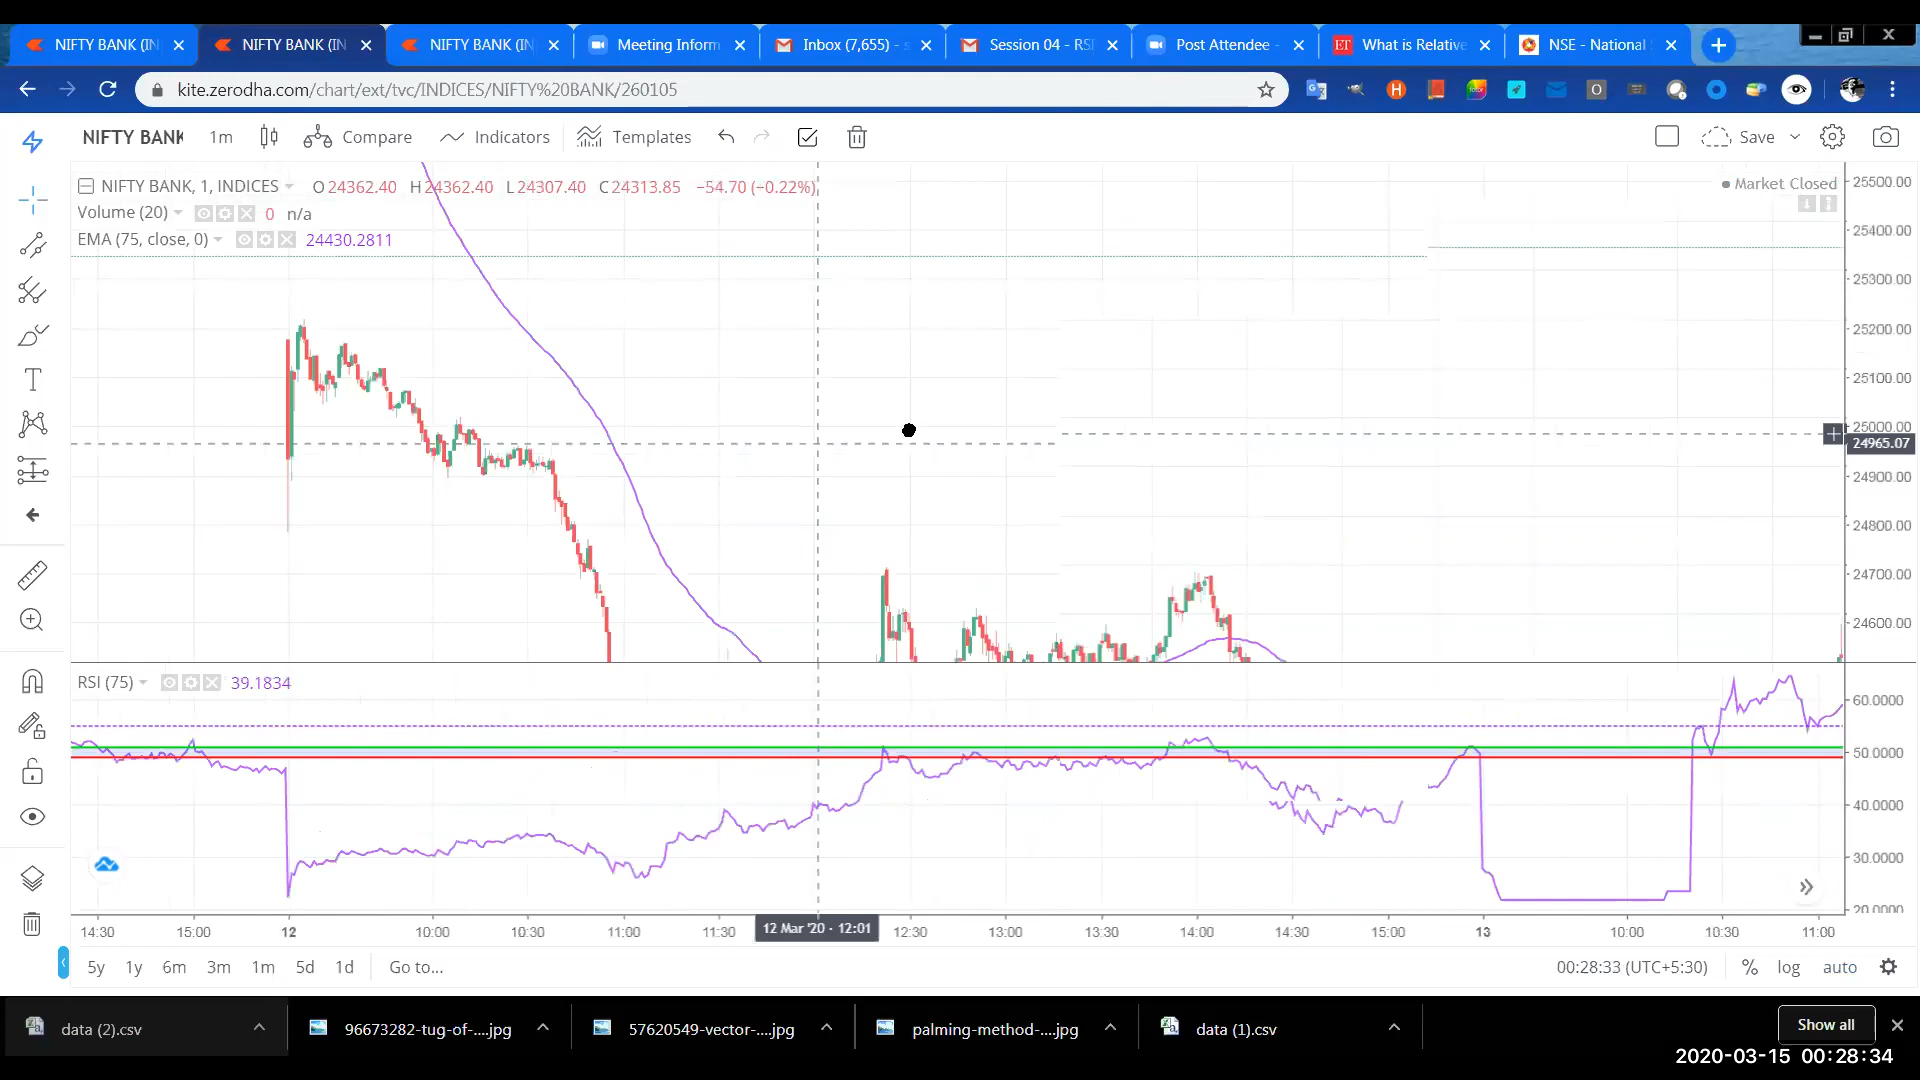 NIFTY BANK (IN
NIFTY BANK (IN
NIFTY BANK (IN
Meeting Inform
Inbox (7,655) - s
Session 04 - RSI
Post Attendee -
What is Relative
NSE - National
kite.zerodha.com/chart/ext/tvc/INDICES/NIFTY%20BANK/260105
NIFTY BANK 1m Compare Indicators Templates Save
NIFTY BANK, 1, INDICES O24362.40 H24362.40 L24307.40 C24313.85 −54.70 (−0.22%)
Market Closed
Volume (20) 0 n/a
EMA (75, close, 0) 24430.2811
25500.00
25400.00
25300.00
25200.00
25100.00
25000.00
24965.07
24900.00
24800.00
24700.00
24600.00
RSI (75) 39.1834
60.0000
50.0000
40.0000
30.0000
20.0000
14:30 15:00 12 10:00 10:30 11:00 11:30 12 Mar '20 - 12:01 12:30 13:00 13:30 14:00 14:30 15:00 13 10:00 10:30 11:00
5y 1y 6m 3m 1m 5d 1d Go to... 00:28:33 (UTC+5:30) % log auto
data (2).csv
96673282-tug-of-....jpg
57620549-vector-....jpg
palming-method-....jpg
data (1).csv
Show all
2020-03-15 00:28:34